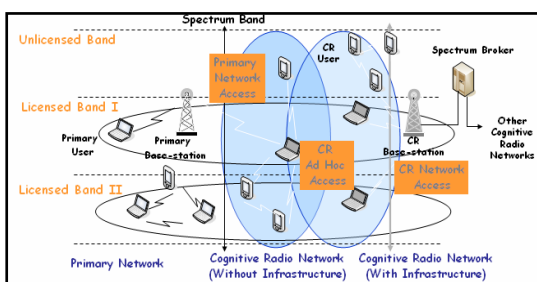 Spectrum Band
Unlicensed Band
CR
User
Spectrum Broker
Primary
Network
Access
Licensed Band I
Primary
User
Primary
Base-station
CR
Base-station
Other
Cognitive
Radio
Networks
CR
Ad Hoc
Access
CR Network
Access
Licensed Band II
Primary Network
Cognitive Radio Network
(Without Infrastructure)
Cognitive Radio Network
(With Infrastructure)